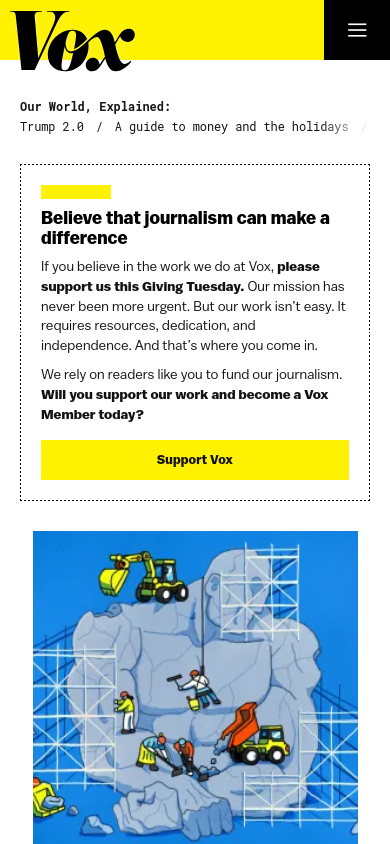 Vox
Our World, Explained:
Trump 2.0 / A guide to money and the holidays /
Believe that journalism can make a
difference
If you believe in the work we do at Vox, please
support us this Giving Tuesday. Our mission has
never been more urgent. But our work isn’t easy. It
requires resources, dedication, and
independence. And that’s where you come in.
We rely on readers like you to fund our journalism.
Will you support our work and become a Vox
Member today?
Support Vox